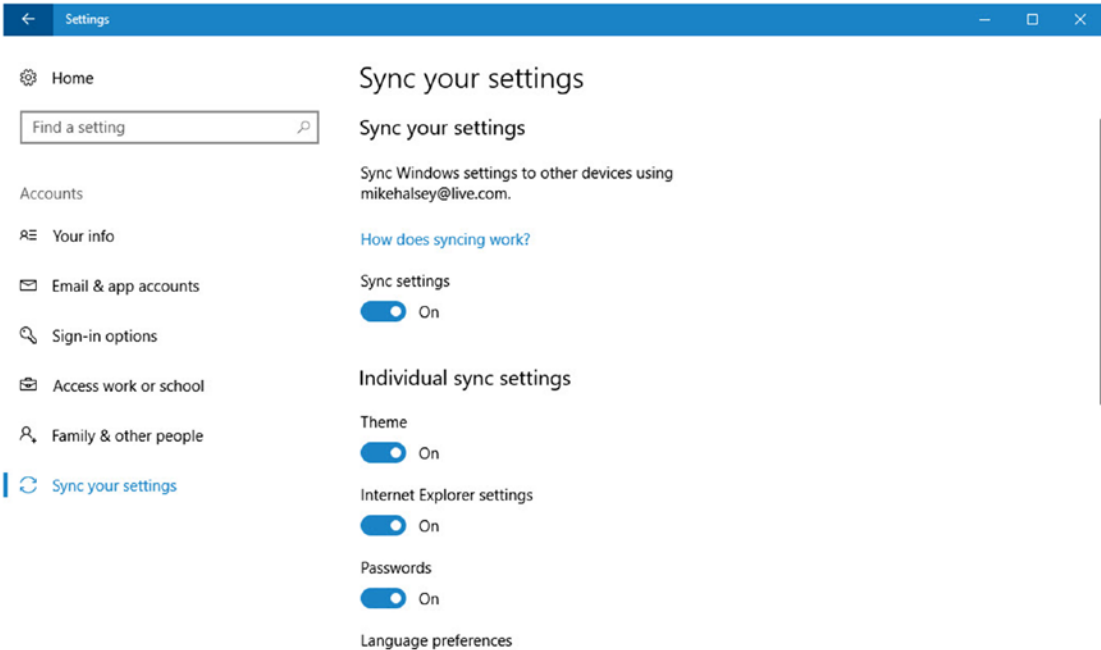 Settings
Home
Find a setting
Accounts
Your info
Email & app accounts
Sign-in options
Access work or school
Family & other people
Sync your settings
Sync your settings
Sync your settings
Sync Windows settings to other devices using
mikehalsey@live.com.
How does syncing work?
Sync settings
On
Individual sync settings
Theme
On
Internet Explorer settings
On
Passwords
On
Language preferences